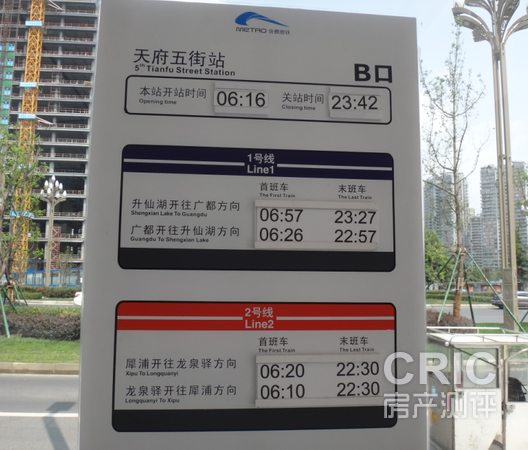 METRO 成都地铁
天府五街站
5th Tianfu Street Station
B口
本站开站时间 06:16 关站时间 23:42
Opening time Closing time
1号线
Line1
首班车 末班车
The First Train The Last Train
升仙湖开往广都方向 06:57 23:27
Shengxian Lake To Guangdu
广都开往升仙湖方向 06:26 22:57
Guangdu To Shengxian Lake
2号线
Line2
首班车 末班车
The First Train The Last Train
犀浦开往龙泉驿方向 06:20 22:30
Xipu To Longquanyi
龙泉驿开往犀浦方向 06:10 22:30
Longquanyi To Xipu
CRIC
房产测评